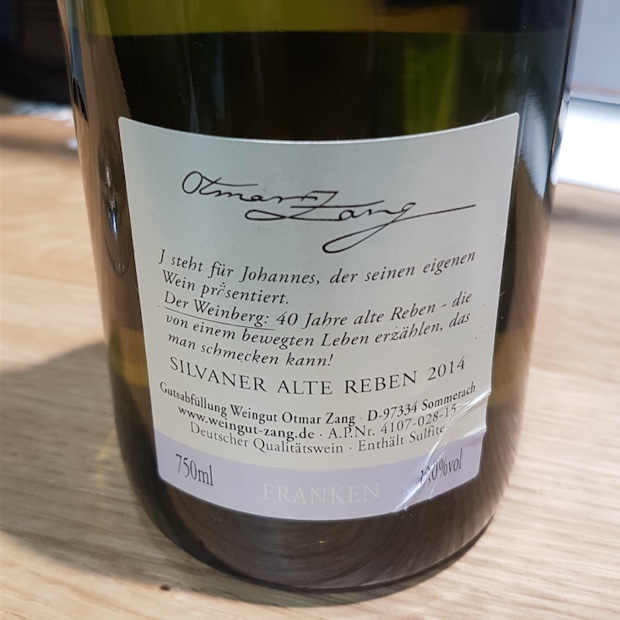 Otmar Zang
J steht für Johannes, der seinen eigenen
Wein präsentiert.
Der Weinberg: 40 Jahre alte Reben - die
von einem bewegten Leben erzählen, das
man schmecken kann!
SILVANER ALTE REBEN 2014
Gutsabfüllung Weingut Otmar Zang · D-97334 Sommerach
www.weingut-zang.de · A.P.Nr. 4107-028-15
Deutscher Qualitätswein · Enthält Sulfite
750ml
FRANKEN